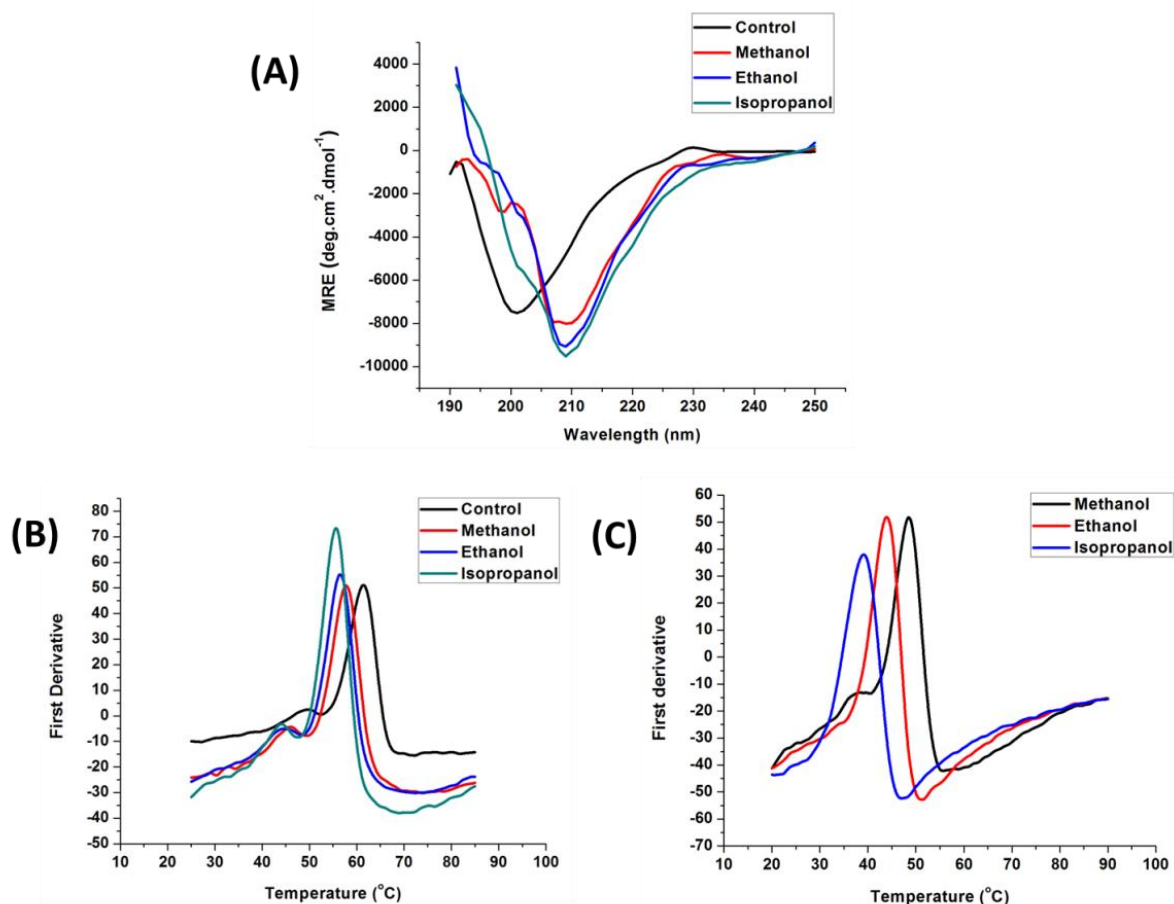 (A)
Control
Methanol
Ethanol
Isopropanol
4000
2000
0
-2000
-4000
-6000
-8000
-10000
MRE (deg.cm².dmol⁻¹)
190 200 210 220 230 240 250
Wavelength (nm)
(B)
Control
Methanol
Ethanol
Isopropanol
80
70
60
50
40
30
20
10
0
-10
-20
-30
-40
-50
First Derivative
10 20 30 40 50 60 70 80 90 100
Temperature (°C)
(C)
Methanol
Ethanol
Isopropanol
60
50
40
30
20
10
0
-10
-20
-30
-40
-50
-60
-70
First derivative
10 20 30 40 50 60 70 80 90 100
Temperature (°C)